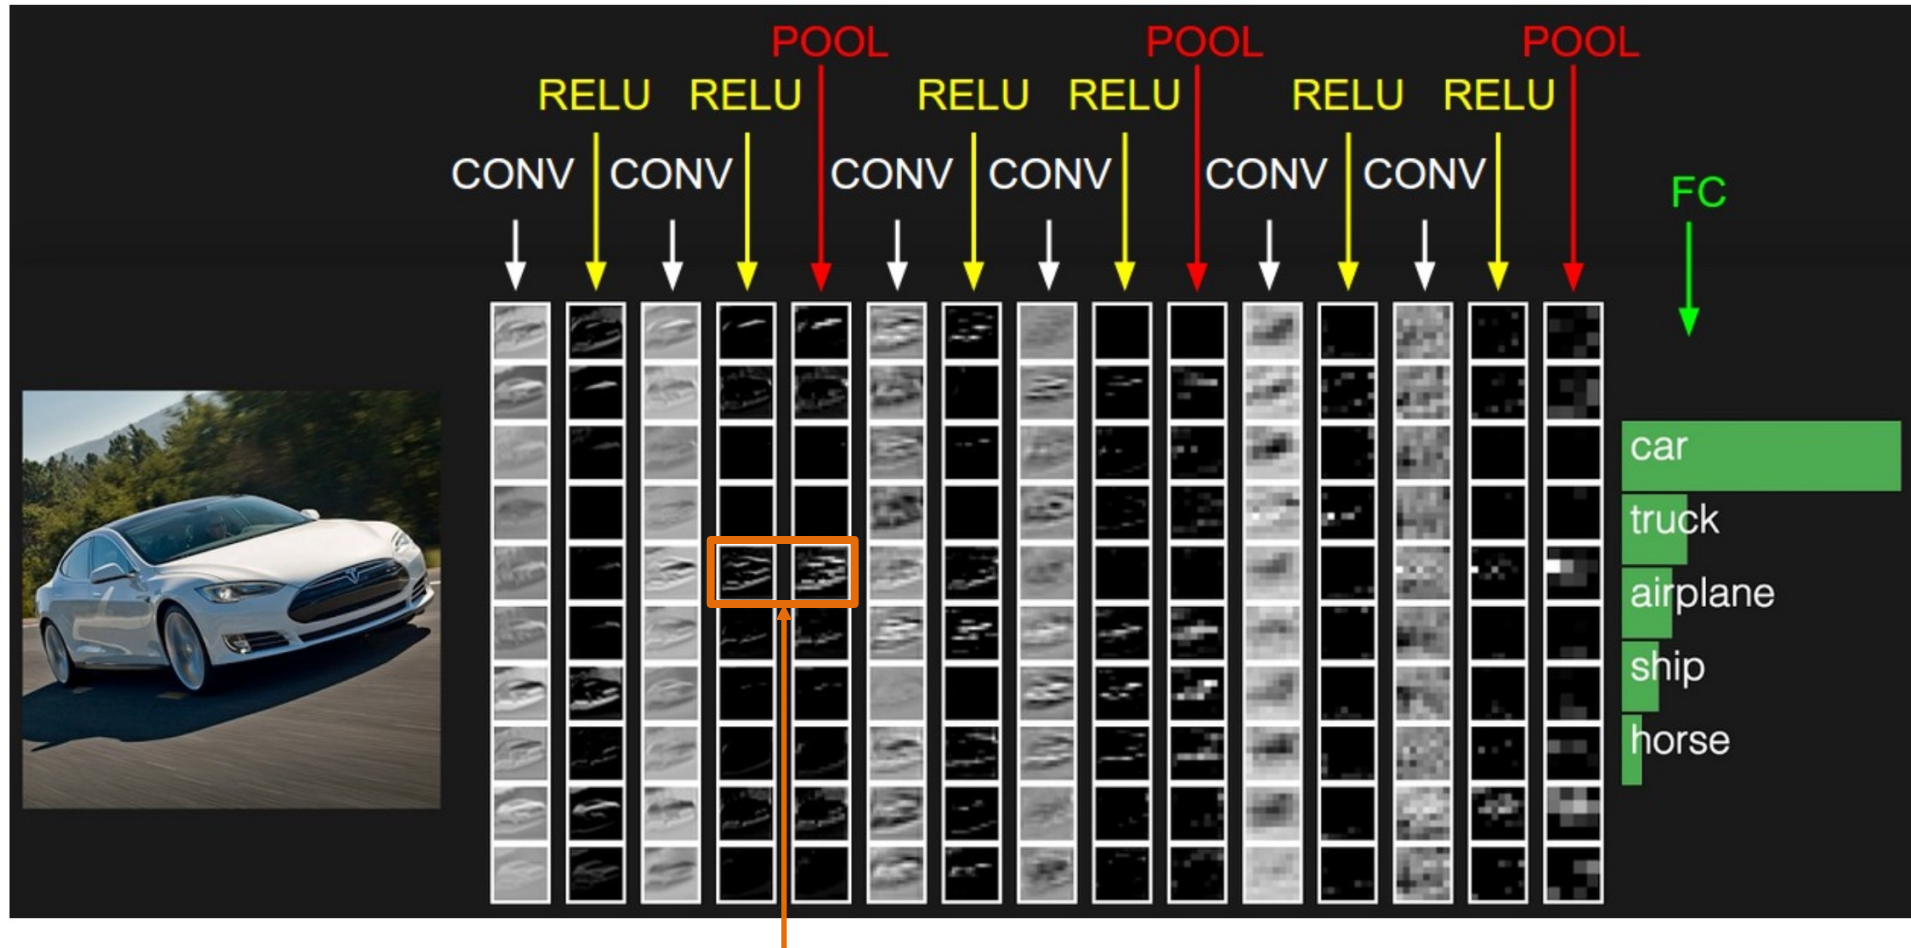 POOL POOL POOL
RELU RELU RELU RELU RELU RELU
CONV CONV CONV CONV CONV CONV
FC
car
truck
airplane
ship
horse